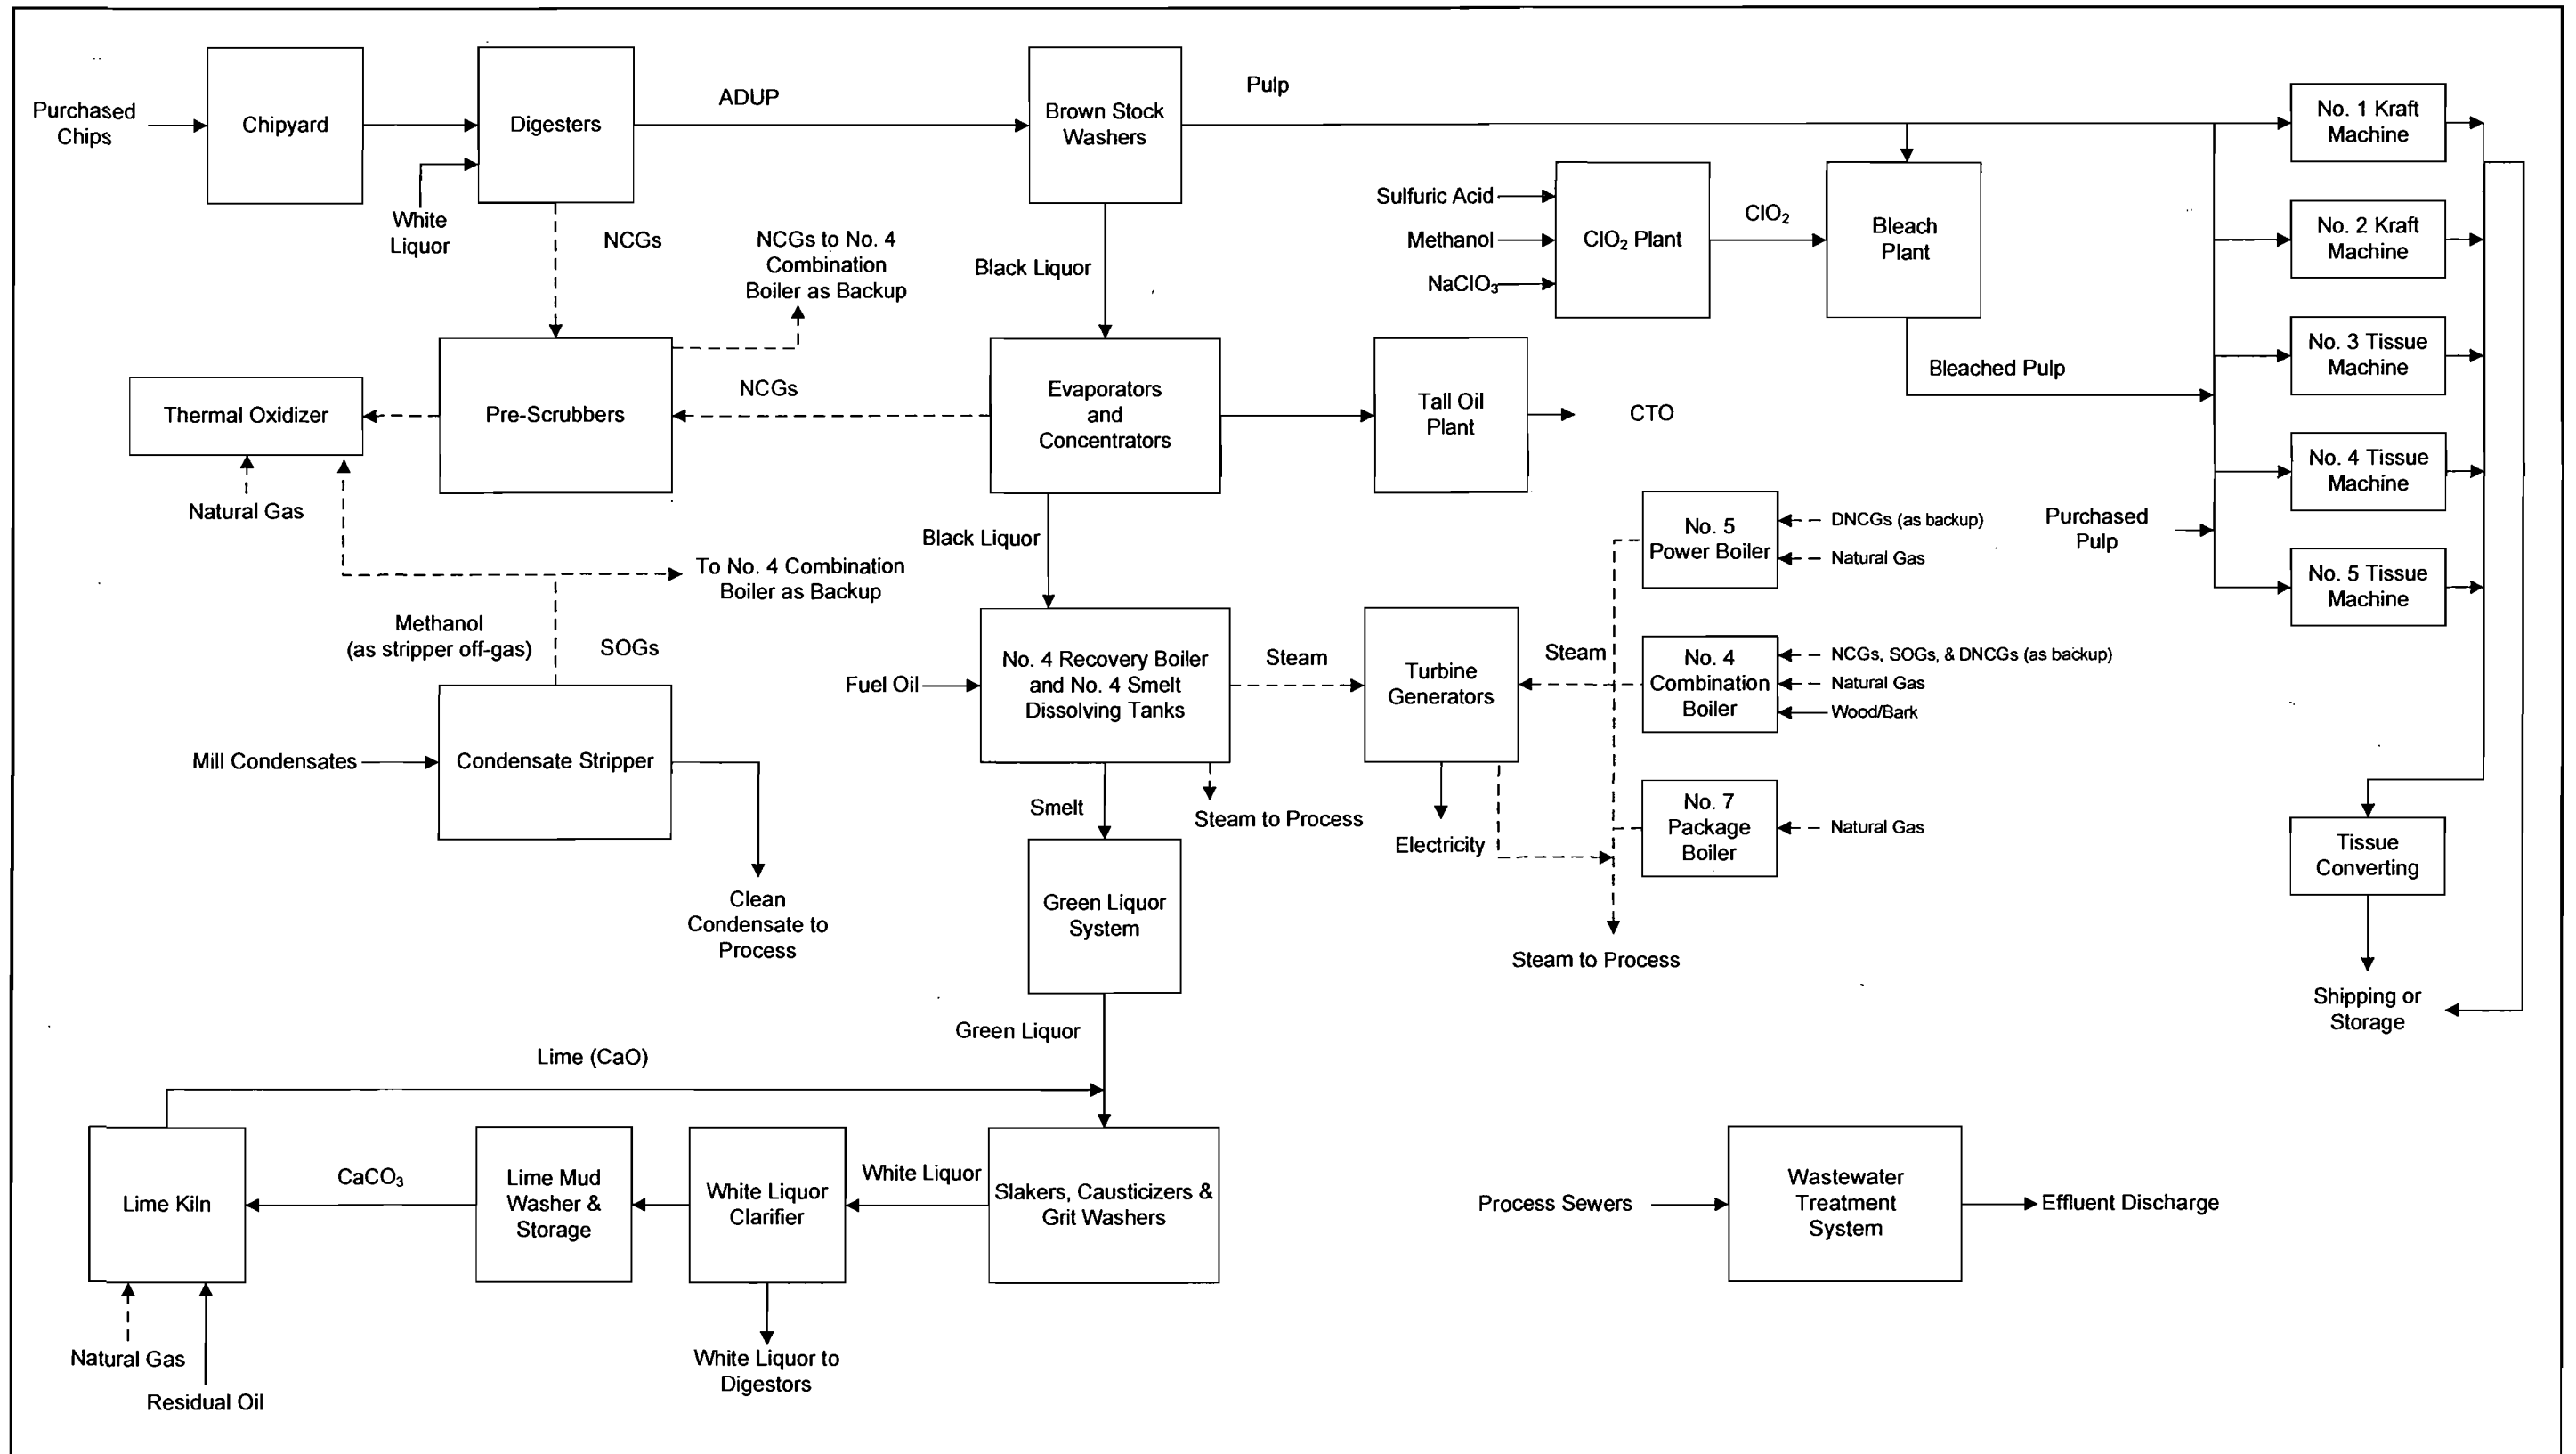 Purchased
Chips
Chipyard
Digesters
ADUP
Brown Stock
Washers
Pulp
No. 1 Kraft
Machine
White
Liquor
NCGs
NCGs to No. 4
Combination
Boiler as Backup
Black Liquor
Sulfuric Acid
Methanol
NaClO₃
ClO₂ Plant
ClO₂
Bleach
Plant
No. 2 Kraft
Machine
Thermal Oxidizer
Pre-Scrubbers
NCGs
Evaporators
and
Concentrators
Tall Oil
Plant
CTO
Bleached Pulp
No. 3 Tissue
Machine
Natural Gas
No. 4 Tissue
Machine
Black Liquor
No. 5
Power Boiler
DNCGs (as backup)
Natural Gas
Purchased
Pulp
No. 5 Tissue
Machine
To No. 4 Combination
Boiler as Backup
Methanol
(as stripper off-gas)
SOGs
Fuel Oil
No. 4 Recovery Boiler
and No. 4 Smelt
Dissolving Tanks
Steam
Turbine
Generators
Steam
No. 4
Combination
Boiler
NCGs, SOGs, & DNCGs (as backup)
Natural Gas
Wood/Bark
Mill Condensates
Condensate Stripper
Smelt
Steam to Process
Electricity
No. 7
Package
Boiler
Natural Gas
Tissue
Converting
Clean
Condensate to
Process
Green Liquor
System
Steam to Process
Shipping or
Storage
Green Liquor
Lime (CaO)
Lime Kiln
CaCO₃
Lime Mud
Washer &
Storage
White Liquor
Clarifier
White Liquor
Slakers, Causticizers &
Grit Washers
Process Sewers
Wastewater
Treatment
System
Effluent Discharge
Natural Gas
Residual Oil
White Liquor to
Digestors